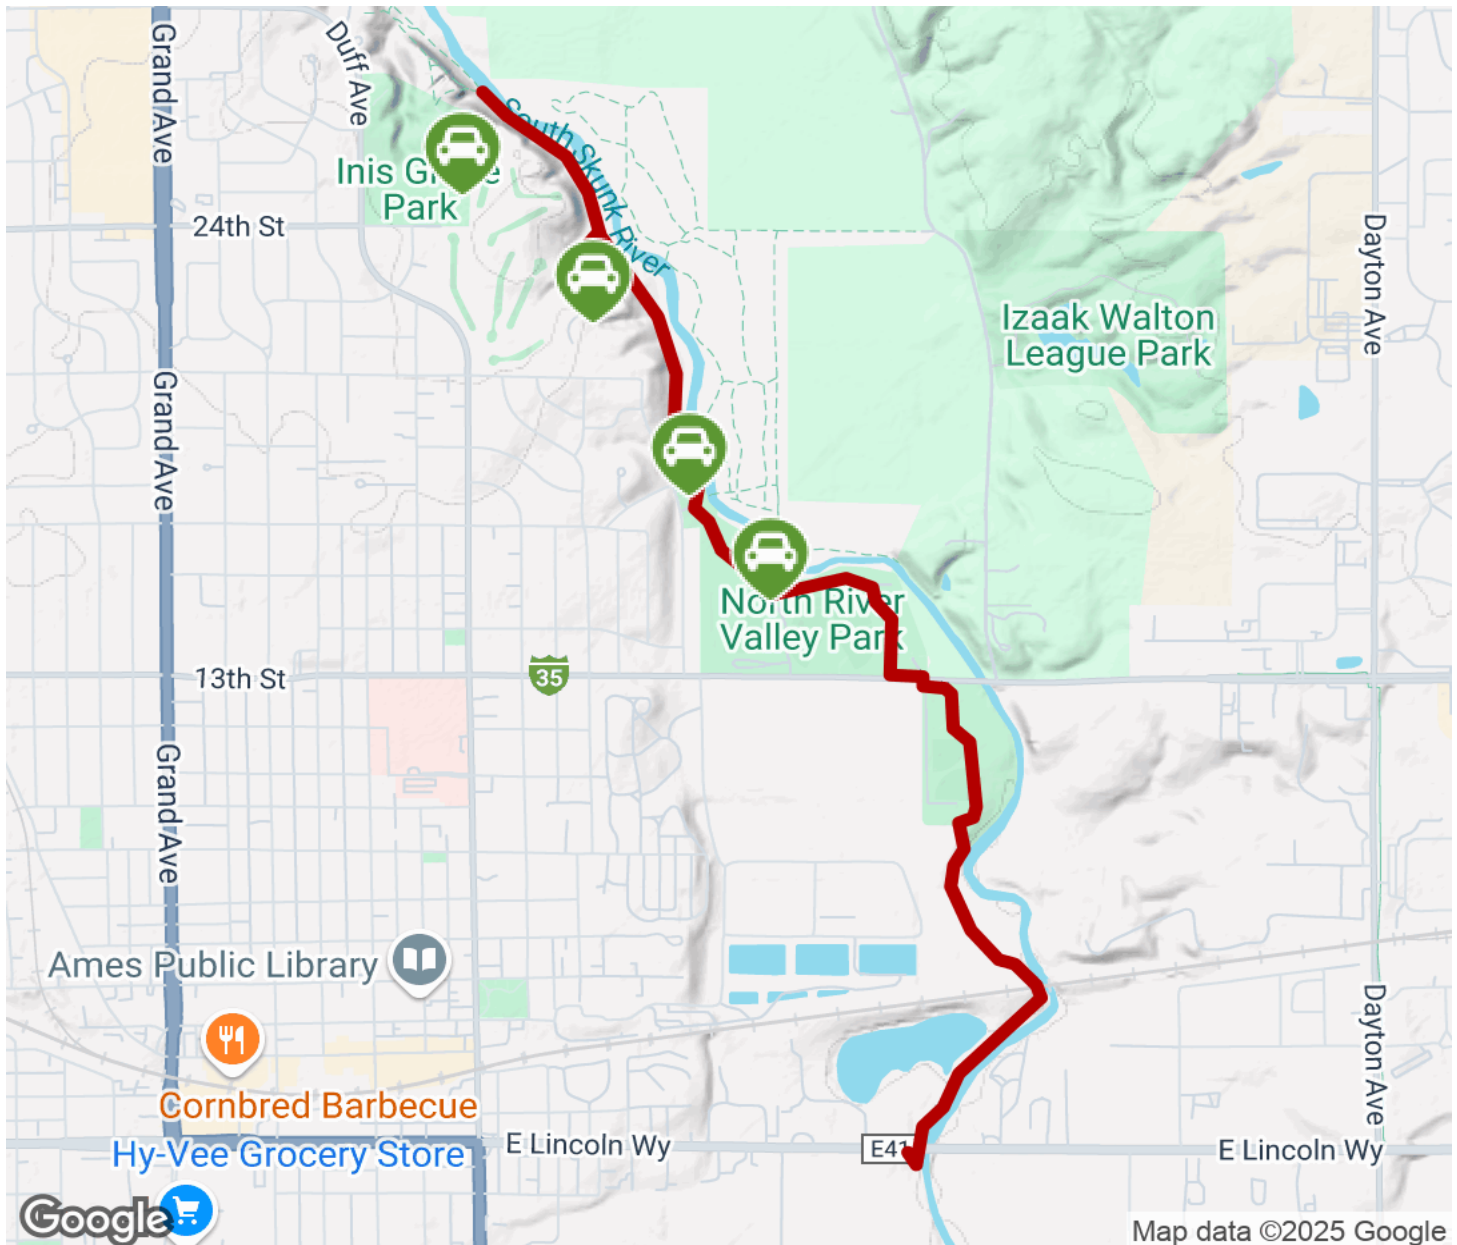 Grand Ave
Duff Ave
South Skunk River
Inis Grove
Park
24th St
Dayton Ave
Izaak Walton
League Park
Grand Ave
North River
Valley Park
13th St
35
Grand Ave
Ames Public Library
Dayton Ave
Cornbred Barbecue
Hy-Vee Grocery Store
E Lincoln Wy
E41
E Lincoln Wy
Google
Map data ©2025 Google